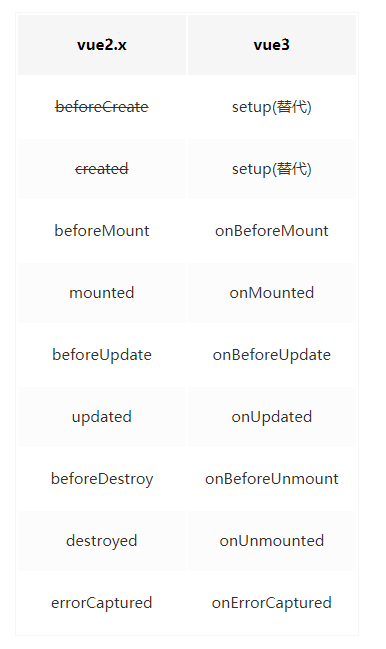 vue2.x vue3
beforeCreate setup(替代)
created setup(替代)
beforeMount onBeforeMount
mounted onMounted
beforeUpdate onBeforeUpdate
updated onUpdated
beforeDestroy onBeforeUnmount
destroyed onUnmounted
errorCaptured onErrorCaptured